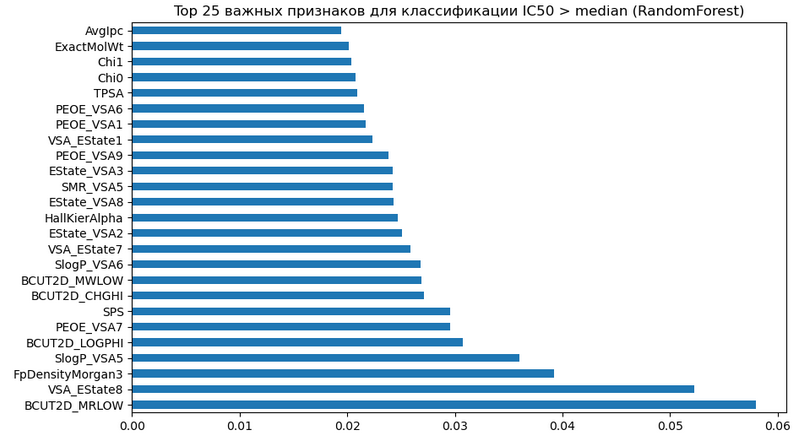 Top 25 важных признаков для классификации IC50 > median (RandomForest)
AvgIpc
ExactMolWt
Chi1
Chi0
TPSA
PEOE_VSA6
PEOE_VSA1
VSA_EState1
PEOE_VSA9
EState_VSA3
SMR_VSA5
EState_VSA8
HallKierAlpha
EState_VSA2
VSA_EState7
SlogP_VSA6
BCUT2D_MWLOW
BCUT2D_CHGHI
SPS
PEOE_VSA7
BCUT2D_LOGPHI
SlogP_VSA5
FpDensityMorgan3
VSA_EState8
BCUT2D_MRLOW
0.00 0.01 0.02 0.03 0.04 0.05 0.06